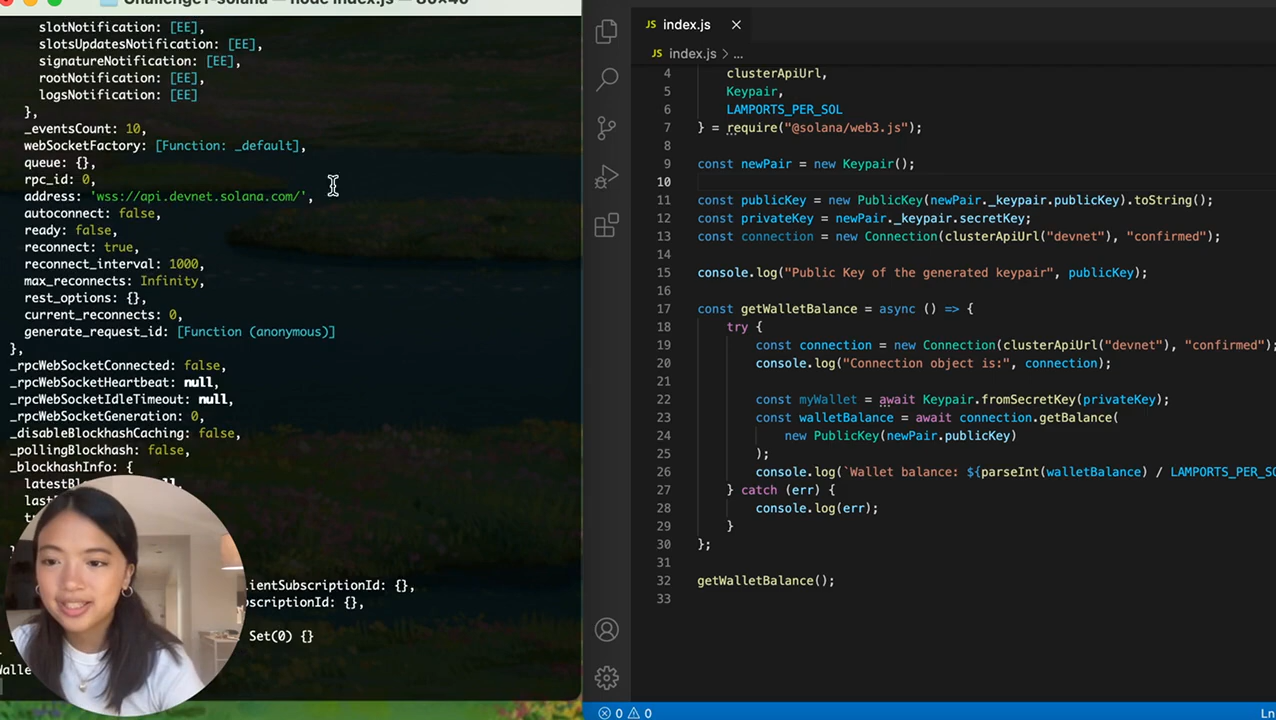 Challenge1-solana — node index.js — 80×40
slotNotification: [EE],
slotsUpdatesNotification: [EE],
signatureNotification: [EE],
rootNotification: [EE],
logsNotification: [EE]
},
_eventsCount: 10,
webSocketFactory: [Function: _default],
queue: {},
rpc_id: 0,
address: 'wss://api.devnet.solana.com/',
autoconnect: false,
ready: false,
reconnect: true,
reconnect_interval: 1000,
max_reconnects: Infinity,
rest_options: {},
current_reconnects: 0,
generate_request_id: [Function (anonymous)]
},
_rpcWebSocketConnected: false,
_rpcWebSocketHeartbeat: null,
_rpcWebSocketIdleTimeout: null,
_rpcWebSocketGeneration: 0,
_disableBlockhashCaching: false,
_pollingBlockhash: false,
_blockhashInfo: {
Set(0) {}
JS index.js ×
JS index.js > ...
4 clusterApiUrl,
5 Keypair,
6 LAMPORTS_PER_SOL
7 } = require("@solana/web3.js");
8
9 const newPair = new Keypair();
10
11 const publicKey = new PublicKey(newPair._keypair.publicKey).toString();
12 const privateKey = newPair._keypair.secretKey;
13 const connection = new Connection(clusterApiUrl("devnet"), "confirmed");
14
15 console.log("Public Key of the generated keypair", publicKey);
16
17 const getWalletBalance = async () => {
18 try {
19 const connection = new Connection(clusterApiUrl("devnet"), "confirmed");
20 console.log("Connection object is:", connection);
21
22 const myWallet = await Keypair.fromSecretKey(privateKey);
23 const walletBalance = await connection.getBalance(
24 new PublicKey(newPair.publicKey)
25 );
26 console.log(`Wallet balance: ${parseInt(walletBalance) / LAMPORTS_PER_SO
27 } catch (err) {
28 console.log(err);
29 }
30 };
31
32 getWalletBalance();
33
0 0
Ln